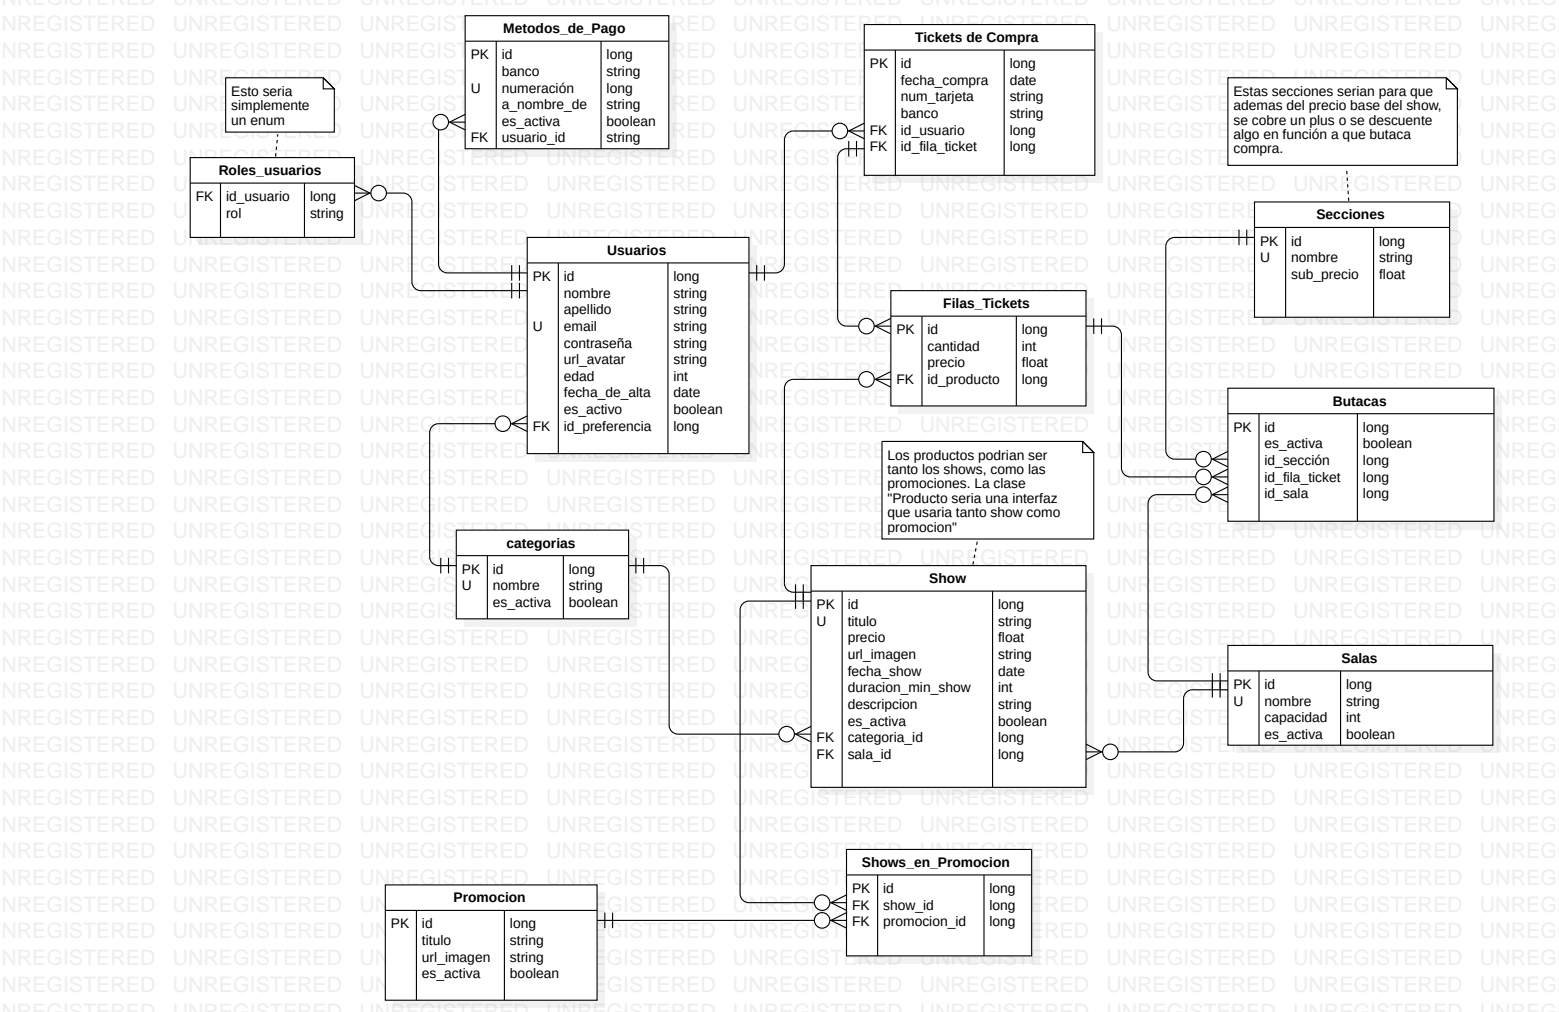 Metodos_de_Pago
PK id long
banco string
U numeración long
a_nombre_de string
es_activa boolean
FK usuario_id string
Tickets de Compra
PK id long
fecha_compra date
num_tarjeta string
banco string
FK id_usuario long
FK id_fila_ticket long
Esto seria
simplemente
un enum
Estas secciones serian para que
ademas del precio base del show,
se cobre un plus o se descuente
algo en función a que butaca
compra.
Roles_usuarios
FK id_usuario long
rol string
Secciones
PK id long
U nombre string
sub_precio float
Usuarios
PK id long
nombre string
apellido string
U email string
contraseña string
url_avatar string
edad int
fecha_de_alta date
es_activo boolean
FK id_preferencia long
Filas_Tickets
PK id long
cantidad int
precio float
FK id_producto long
Butacas
PK id long
es_activa boolean
id_sección long
id_fila_ticket long
id_sala long
Los productos podrian ser
tanto los shows, como las
promociones. La clase
"Producto seria una interfaz
que usaria tanto show como
promocion"
categorias
PK id long
U nombre string
es_activa boolean
Show
PK id long
U titulo string
precio float
url_imagen string
fecha_show date
duracion_min_show int
descripcion string
es_activa boolean
FK categoria_id long
FK sala_id long
Salas
PK id long
U nombre string
capacidad int
es_activa boolean
Shows_en_Promocion
PK id long
FK show_id long
FK promocion_id long
Promocion
PK id long
titulo string
url_imagen string
es_activa boolean
UNREGISTERED